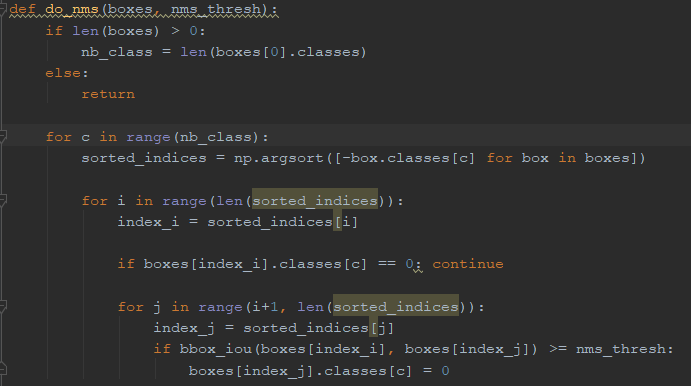 def do_nms(boxes, nms_thresh):
    if len(boxes) > 0:
        nb_class = len(boxes[0].classes)
    else:
        return

    for c in range(nb_class):
        sorted_indices = np.argsort([-box.classes[c] for box in boxes])

        for i in range(len(sorted_indices)):
            index_i = sorted_indices[i]

            if boxes[index_i].classes[c] == 0: continue

            for j in range(i+1, len(sorted_indices)):
                index_j = sorted_indices[j]
                if bbox_iou(boxes[index_i], boxes[index_j]) >= nms_thresh:
                    boxes[index_j].classes[c] = 0